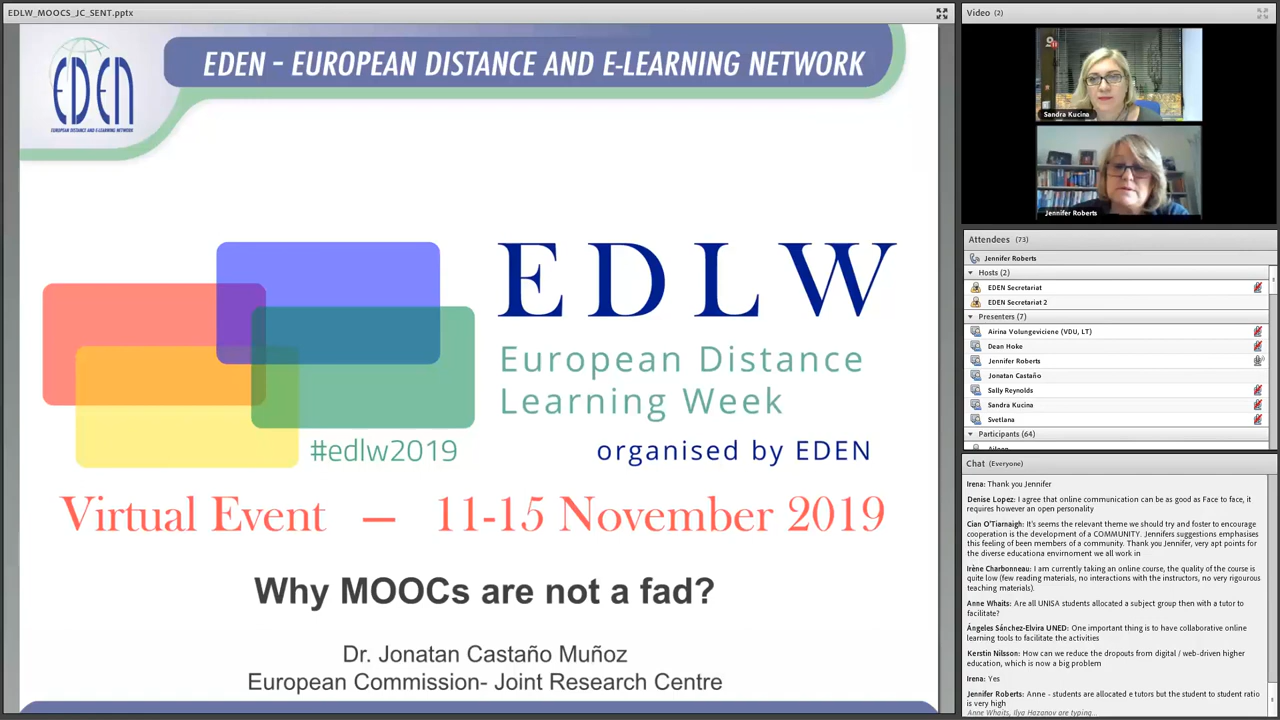 EDLW_MOOCS_JC_SENT.pptx
EDEN
EUROPEAN DISTANCE AND E-LEARNING NETWORK
EDEN – EUROPEAN DISTANCE AND E-LEARNING NETWORK
EDLW
European Distance
Learning Week
#edlw2019
organised by EDEN
Virtual Event — 11-15 November 2019
Why MOOCs are not a fad?
Dr. Jonatan Castaño Muñoz
European Commission- Joint Research Centre
Video (2)
Sandra Kucina
Jennifer Roberts
Attendees (73)
Jennifer Roberts
Hosts (2)
EDEN Secretariat
EDEN Secretariat 2
Presenters (7)
Airina Volungeviciene (VDU, LT)
Dean Hoke
Jennifer Roberts
Jonatan Castaño
Sally Reynolds
Sandra Kucina
Svetlana
Participants (64)
Chat (Everyone)
Irena: Thank you Jennifer
Denise Lopez: I agree that online communication can be as good as Face to face, it
requires however an open personality
Cian O'Tiarnaigh: It's seems the relevant theme we should try and foster to encourage
cooperation is the development of a COMMUNITY. Jennifers suggestions emphasises
this feeling of been members of a community. Thank you Jennifer, very apt points for
the diverse educationa envirnoment we all work in
Irène Charbonneau: I am currently taking an online course, the quality of the course is
quite low (few reading materials, no interactions with the instructors, no very rigourous
teaching materials).
Anne Whaits: Are all UNISA students allocated a subject group then with a tutor to
facilitate?
Ángeles Sánchez-Elvira UNED: One important thing is to have collaborative online
learning tools to facilitate the activities
Kerstin Nilsson: How can we reduce the dropouts from digital / web-driven higher
education, which is now a big problem
Irena: Yes
Jennifer Roberts: Anne - students are allocated e tutors but the student to student ratio
is very high
Anne Whaits, Ilya Hazanov are typing...